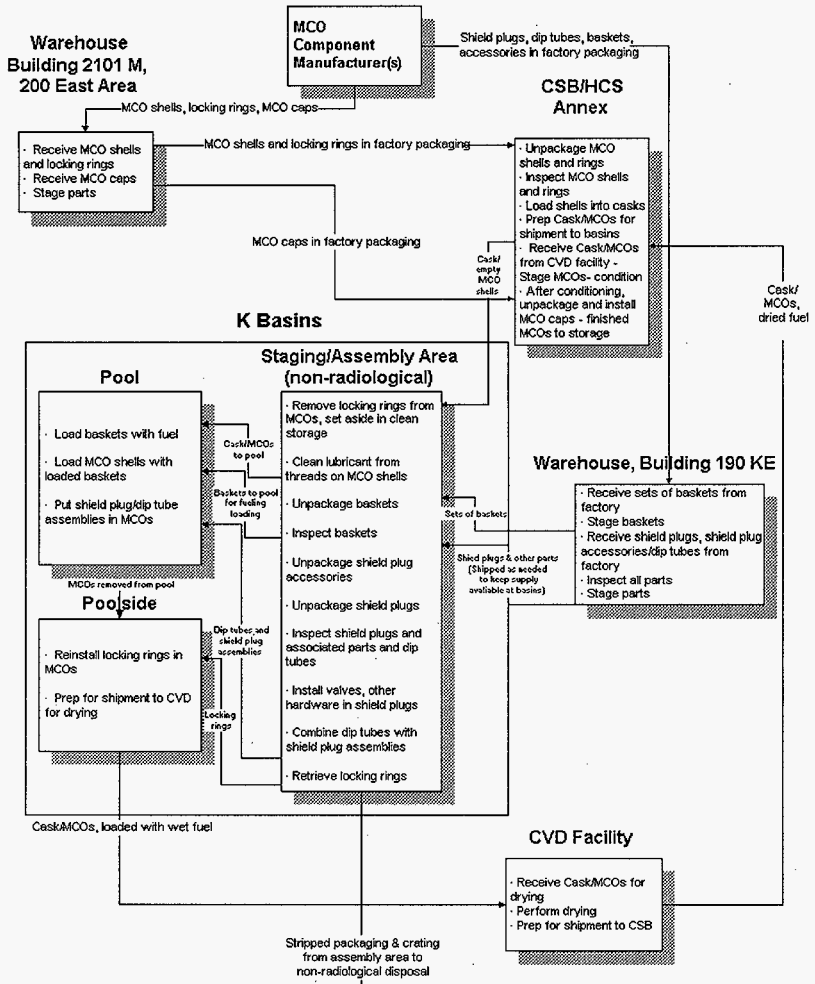 MCO
Component
Manufacturer(s)
Shield plugs, dip tubes, baskets,
accessories in factory packaging
Warehouse
Building 2101 M,
200 East Area
MCO shells, locking rings, MCO caps
CSB/HCS
Annex
· Receive MCO shells
and locking rings
· Receive MCO caps
· Stage parts
MCO shells and locking rings in factory packaging
MCO caps in factory packaging
· Unpackage MCO
shells and rings
· Inspect MCO shells
and rings
· Load shells into casks
· Prep Cask/MCOs for
shipment to basins
· Receive Cask/MCOs
from CVD facility -
Stage MCOs- condition
· After conditioning,
unpackage and install
MCO caps - finished
MCOs to storage
Cask/
empty
MCO
shells
Cask/
MCOs,
dried fuel
K Basins
Pool
· Load baskets with fuel
· Load MCO shells with
loaded baskets
· Put shield plug/dip tube
assemblies in MCOs
Cask/MCOs
to pool
Baskets to pool
for fueling
loading
Staging/Assembly Area
(non-radiological)
· Remove locking rings from
MCOs, set aside in clean
storage
· Clean lubricant from
threads on MCO shells
· Unpackage baskets
· Inspect baskets
· Unpackage shield plug
accessories
· Unpackage shield plugs
· Inspect shield plugs and
associated parts and dip
tubes
· Install valves, other
hardware in shield plugs
· Combine dip tubes with
shield plug assemblies
· Retrieve locking rings
Sets of baskets
Shied plugs & other parts
(Shipped as needed
to keep supply
available at basins)
Warehouse, Building 190 KE
· Receive sets of baskets from
factory
· Stage baskets
· Receive shield plugs, shield plug
accessories/dip tubes from
factory
· Inspect all parts
· Stage parts
MCOs removed from pool
Poolside
· Reinstall locking rings in
MCOs
· Prep for shipment to CVD
for drying
Dip tubes and
shield plug
assemblies
Locking
rings
Cask/MCOs, loaded with wet fuel
CVD Facility
· Receive Cask/MCOs for
drying
· Perform drying
· Prep for shipment to CSB
Stripped packaging & crating
from assembly area to
non-radiological disposal